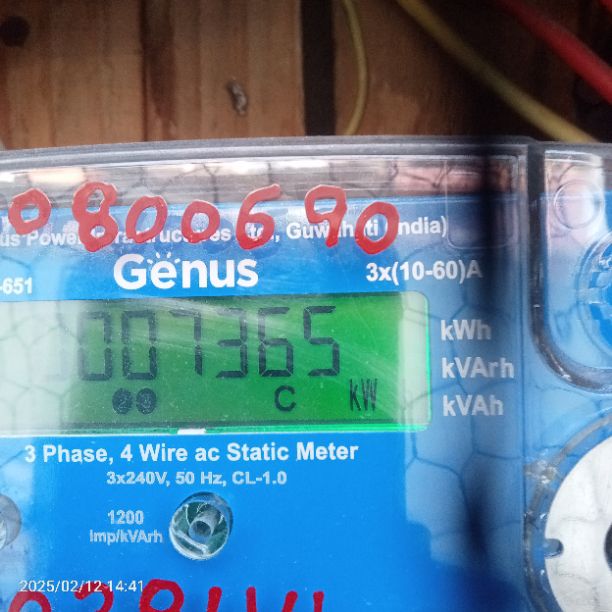 0800690
Genus
-651
3x(10-60)A
007365
kWh
kVArh
kVAh
C
kW
3 Phase, 4 Wire ac Static Meter
3x240V, 50 Hz, CL-1.0
1200
Imp/kVArh
2025/02/12 14:41